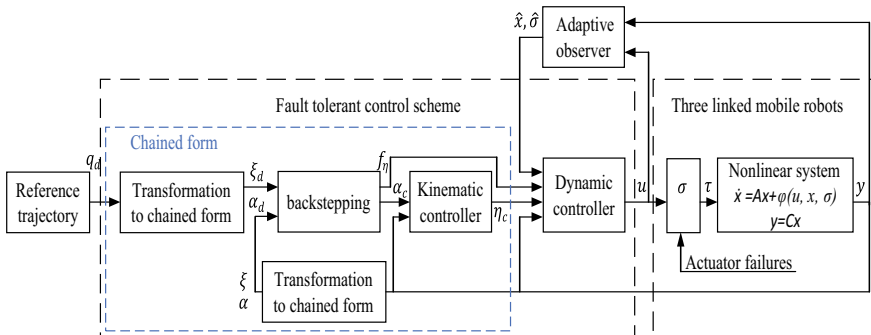 x̂, σ̂
Adaptive
observer
Fault tolerant control scheme
Three linked mobile robots
Chained form
q_d
Reference
trajectory
Transformation
to chained form
ξ_d
α_d
backstepping
f_η
α_c
Kinematic
controller
η_c
Dynamic
controller
u
σ
τ
Nonlinear system
ẋ =Ax+φ(u, x, σ)
y=Cx
y
Actuator failures
ξ
α
Transformation
to chained form